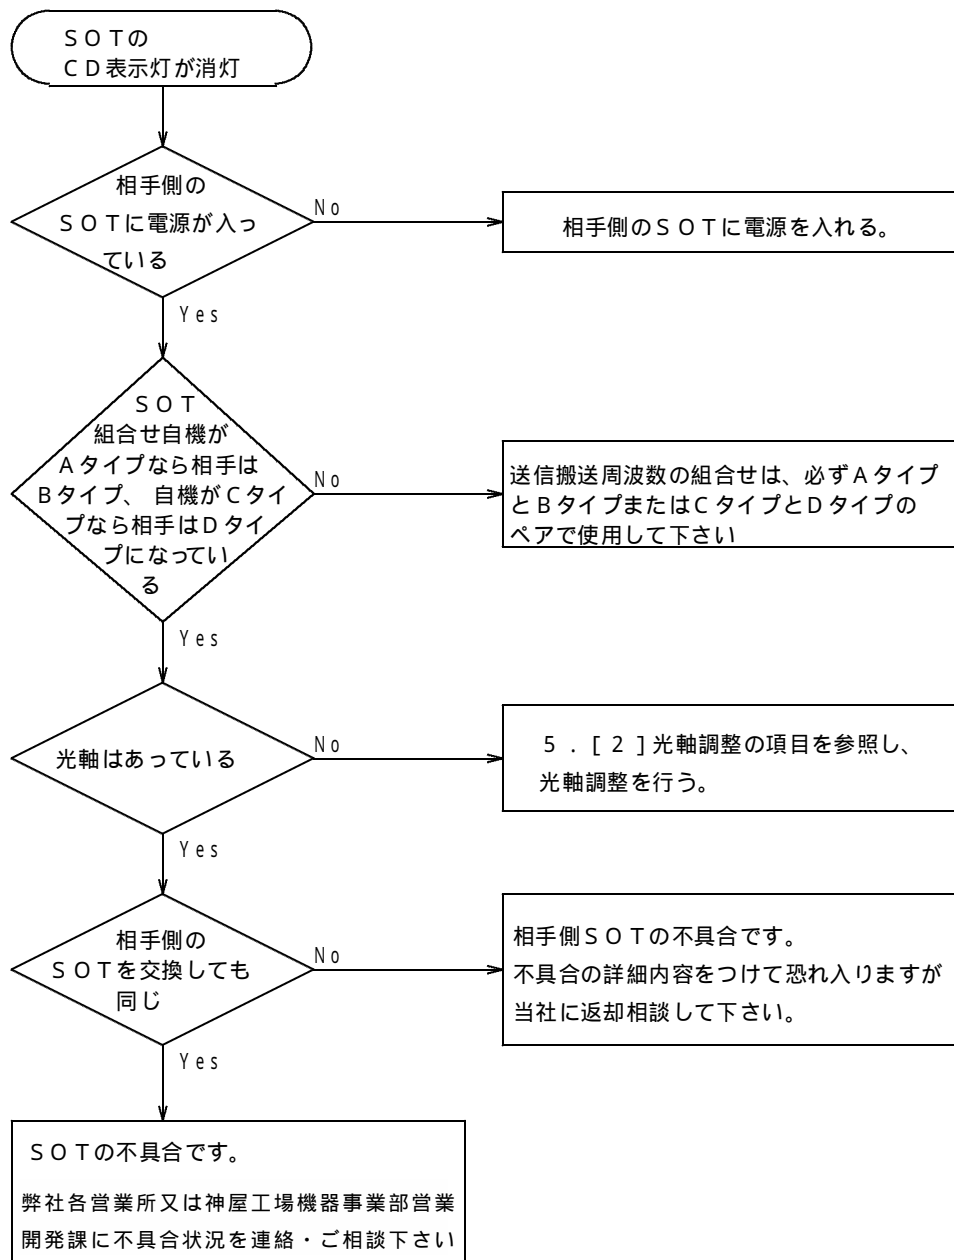 ＳＯＴの
ＣＤ表示灯が消灯
相手側の
ＳＯＴに電源が入っ
ている
No
相手側のＳＯＴに電源を入れる。
Yes
ＳＯＴ
組合せ自機が
Ａタイプなら相手は
Ｂタイプ、 自機がＣタイ
プなら相手はＤタイ
プになってい
る
No
送信搬送周波数の組合せは、必ずＡタイプ
とＢタイプまたはＣタイプとＤタイプの
ペアで使用して下さい
Yes
光軸はあっている
No
５．［２］光軸調整の項目を参照し、
光軸調整を行う。
Yes
相手側の
ＳＯＴを交換しても
同じ
No
相手側ＳＯＴの不具合です。
不具合の詳細内容をつけて恐れ入りますが
当社に返却相談して下さい。
Yes
ＳＯＴの不具合です。
弊社各営業所又は神屋工場機器事業部営業
開発課に不具合状況を連絡・ご相談下さい